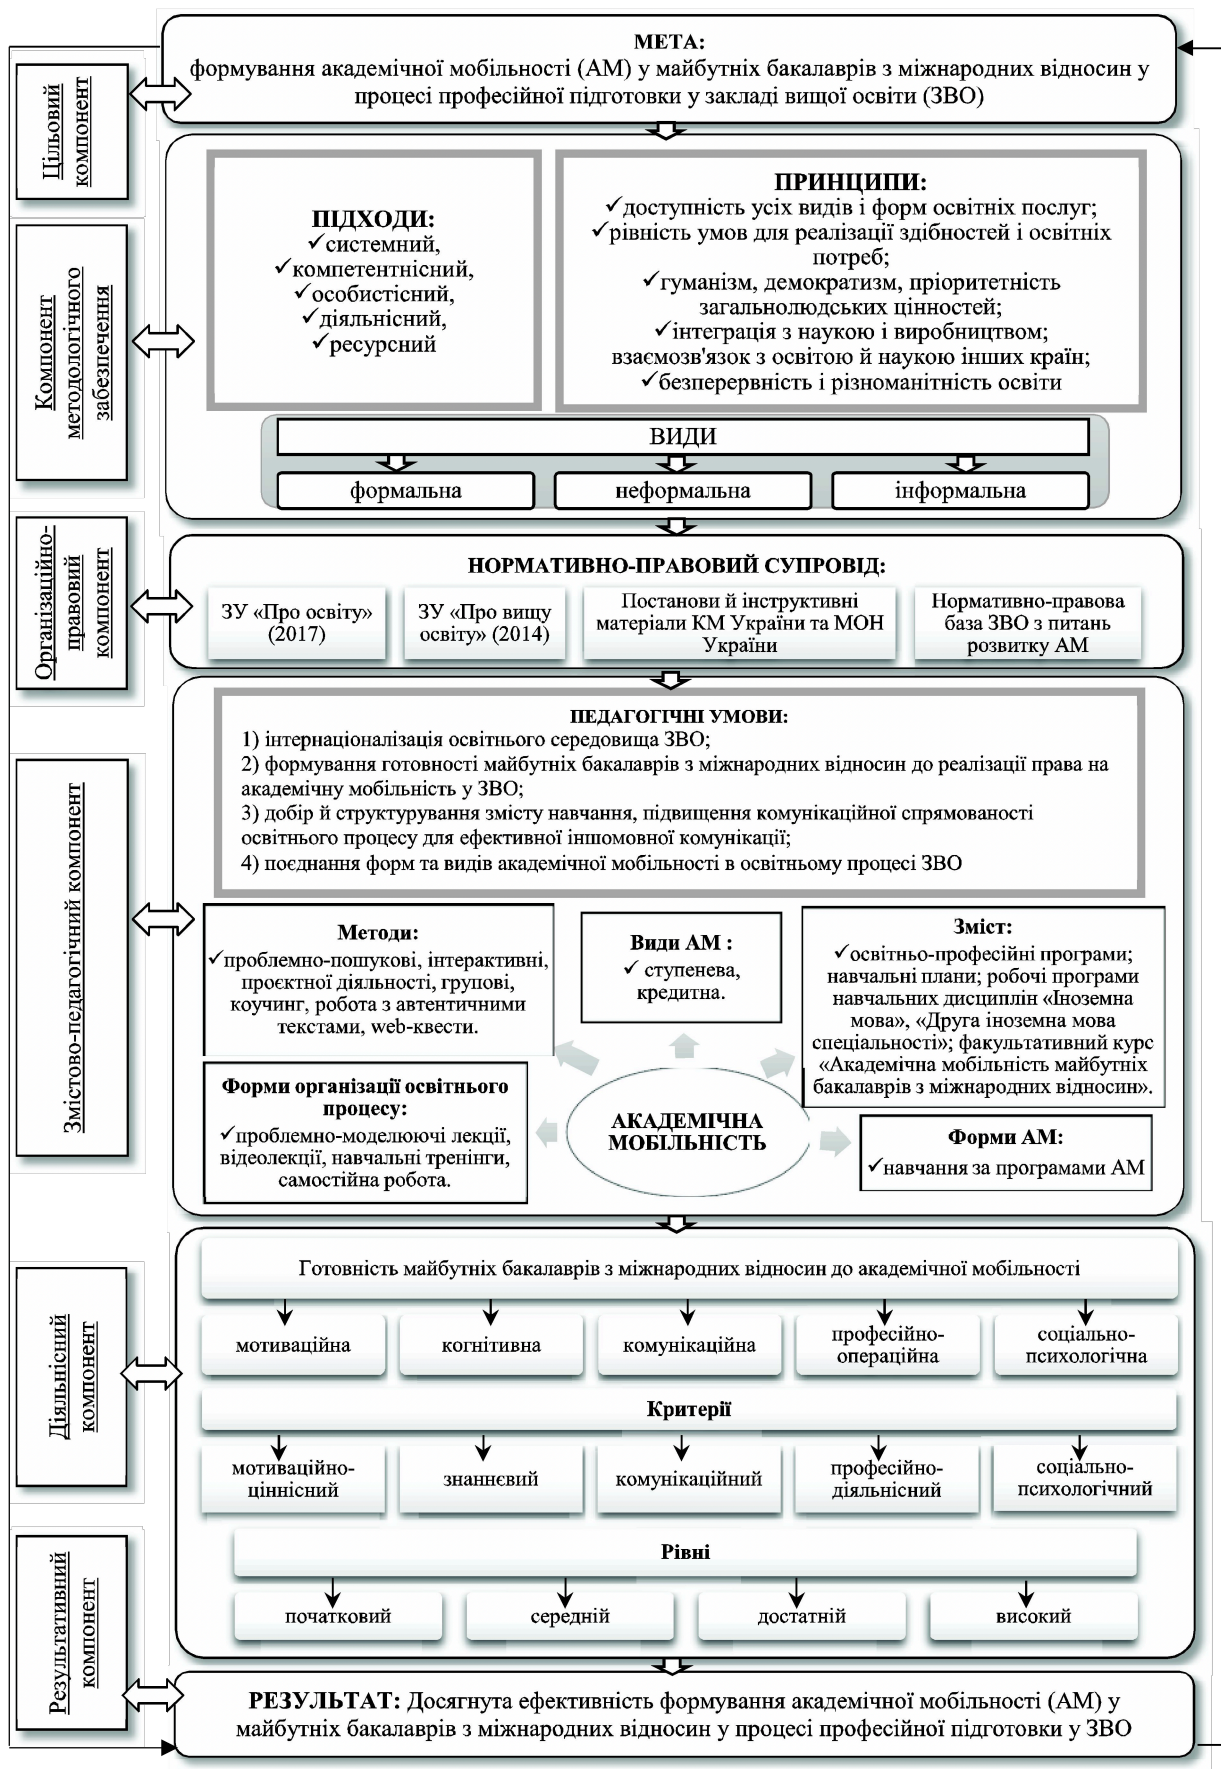 МЕТА:
формування академічної мобільності (АМ) у майбутніх бакалаврів з міжнародних відносин у
процесі професійної підготовки у закладі вищої освіти (ЗВО)
Цільовий
компонент
ПІДХОДИ:
✓системний,
✓компетентнісний,
✓особистісний,
✓діяльнісний,
✓ресурсний
ПРИНЦИПИ:
✓доступність усіх видів і форм освітніх послуг;
✓рівність умов для реалізації здібностей і освітніх
потреб;
✓гуманізм, демократизм, пріоритетність
загальнолюдських цінностей;
✓інтеграція з наукою і виробництвом;
взаємозв'язок з освітою й наукою інших країн;
✓безперервність і різноманітність освіти
Компонент
методологічного
забезпечення
ВИДИ
формальна
неформальна
інформальна
Організаційно-
правовий
компонент
НОРМАТИВНО-ПРАВОВИЙ СУПРОВІД:
ЗУ «Про освіту»
(2017)
ЗУ «Про вищу
освіту» (2014)
Постанови й інструктивні
матеріали КМ України та МОН
України
Нормативно-правова
база ЗВО з питань
розвитку АМ
Змістово-педагогічний компонент
ПЕДАГОГІЧНІ УМОВИ:
1) інтернаціоналізація освітнього середовища ЗВО;
2) формування готовності майбутніх бакалаврів з міжнародних відносин до реалізації права на
академічну мобільність у ЗВО;
3) добір й структурування змісту навчання, підвищення комунікаційної спрямованості
освітнього процесу для ефективної іншомовної комунікації;
4) поєднання форм та видів академічної мобільності в освітньому процесі ЗВО
Методи:
✓проблемно-пошукові, інтерактивні,
проєктної діяльності, групові,
коучинг, робота з автентичними
текстами, web-квести.
Види АМ :
✓ ступенева,
кредитна.
Зміст:
✓освітньо-професійні програми;
навчальні плани; робочі програми
навчальних дисциплін «Іноземна
мова», «Друга іноземна мова
спеціальності»; факультативний курс
«Академічна мобільність майбутніх
бакалаврів з міжнародних відносин».
Форми організації освітнього
процесу:
✓проблемно-моделюючі лекції,
відеолекції, навчальні тренінги,
самостійна робота.
АКАДЕМІЧНА
МОБІЛЬНІСТЬ
Форми АМ:
✓навчання за програмами АМ
Діяльнісний
компонент
Готовність майбутніх бакалаврів з міжнародних відносин до академічної мобільності
мотиваційна
когнітивна
комунікаційна
професійно-
операційна
соціально-
психологічна
Критерії
мотиваційно-
ціннісний
знаннєвий
комунікаційний
професійно-
діяльнісний
соціально-
психологічний
Рівні
початковий
середній
достатній
високий
Результативний
компонент
РЕЗУЛЬТАТ: Досягнута ефективність формування академічної мобільності (АМ) у
майбутніх бакалаврів з міжнародних відносин у процесі професійної підготовки у ЗВО